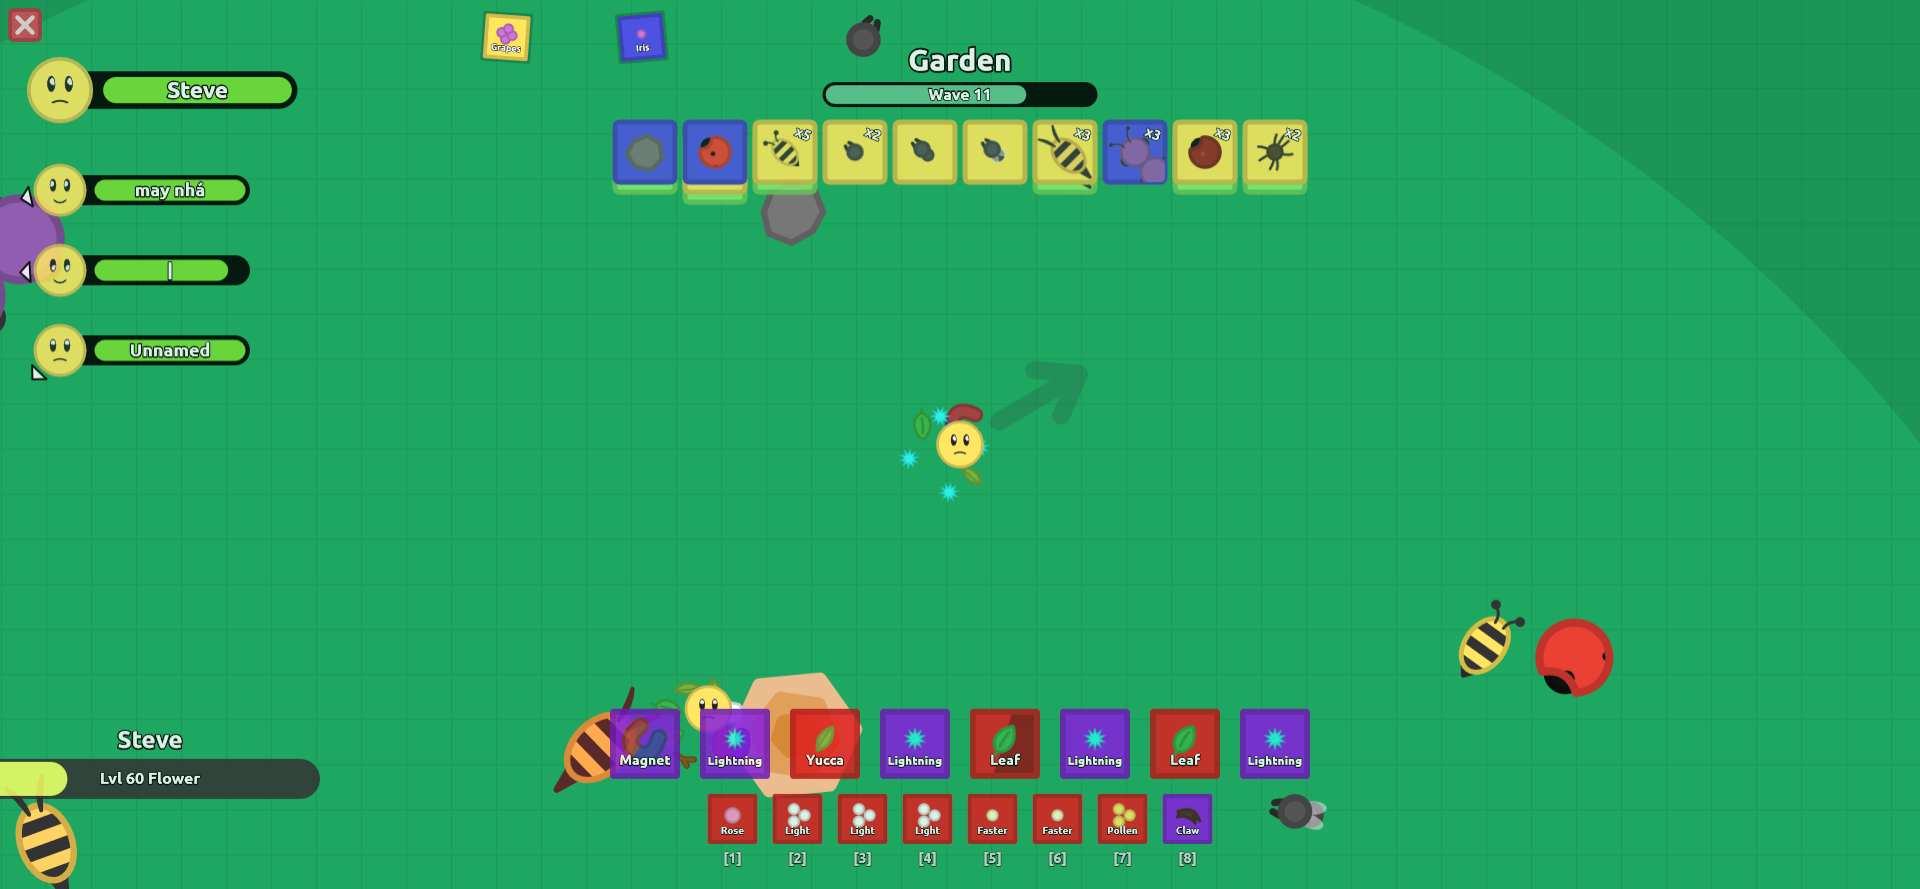 Grapes
Iris
Garden
Wave 11
Steve
x5
x2
x3
x3
x3
x2
may nhá
l
Unnamed
Steve
Lvl 60 Flower
Magnet
Lightning
Yucca
Lightning
Leaf
Lightning
Leaf
Lightning
Rose
Light
Light
Light
Faster
Faster
Pollen
Claw
[1]
[2]
[3]
[4]
[5]
[6]
[7]
[8]